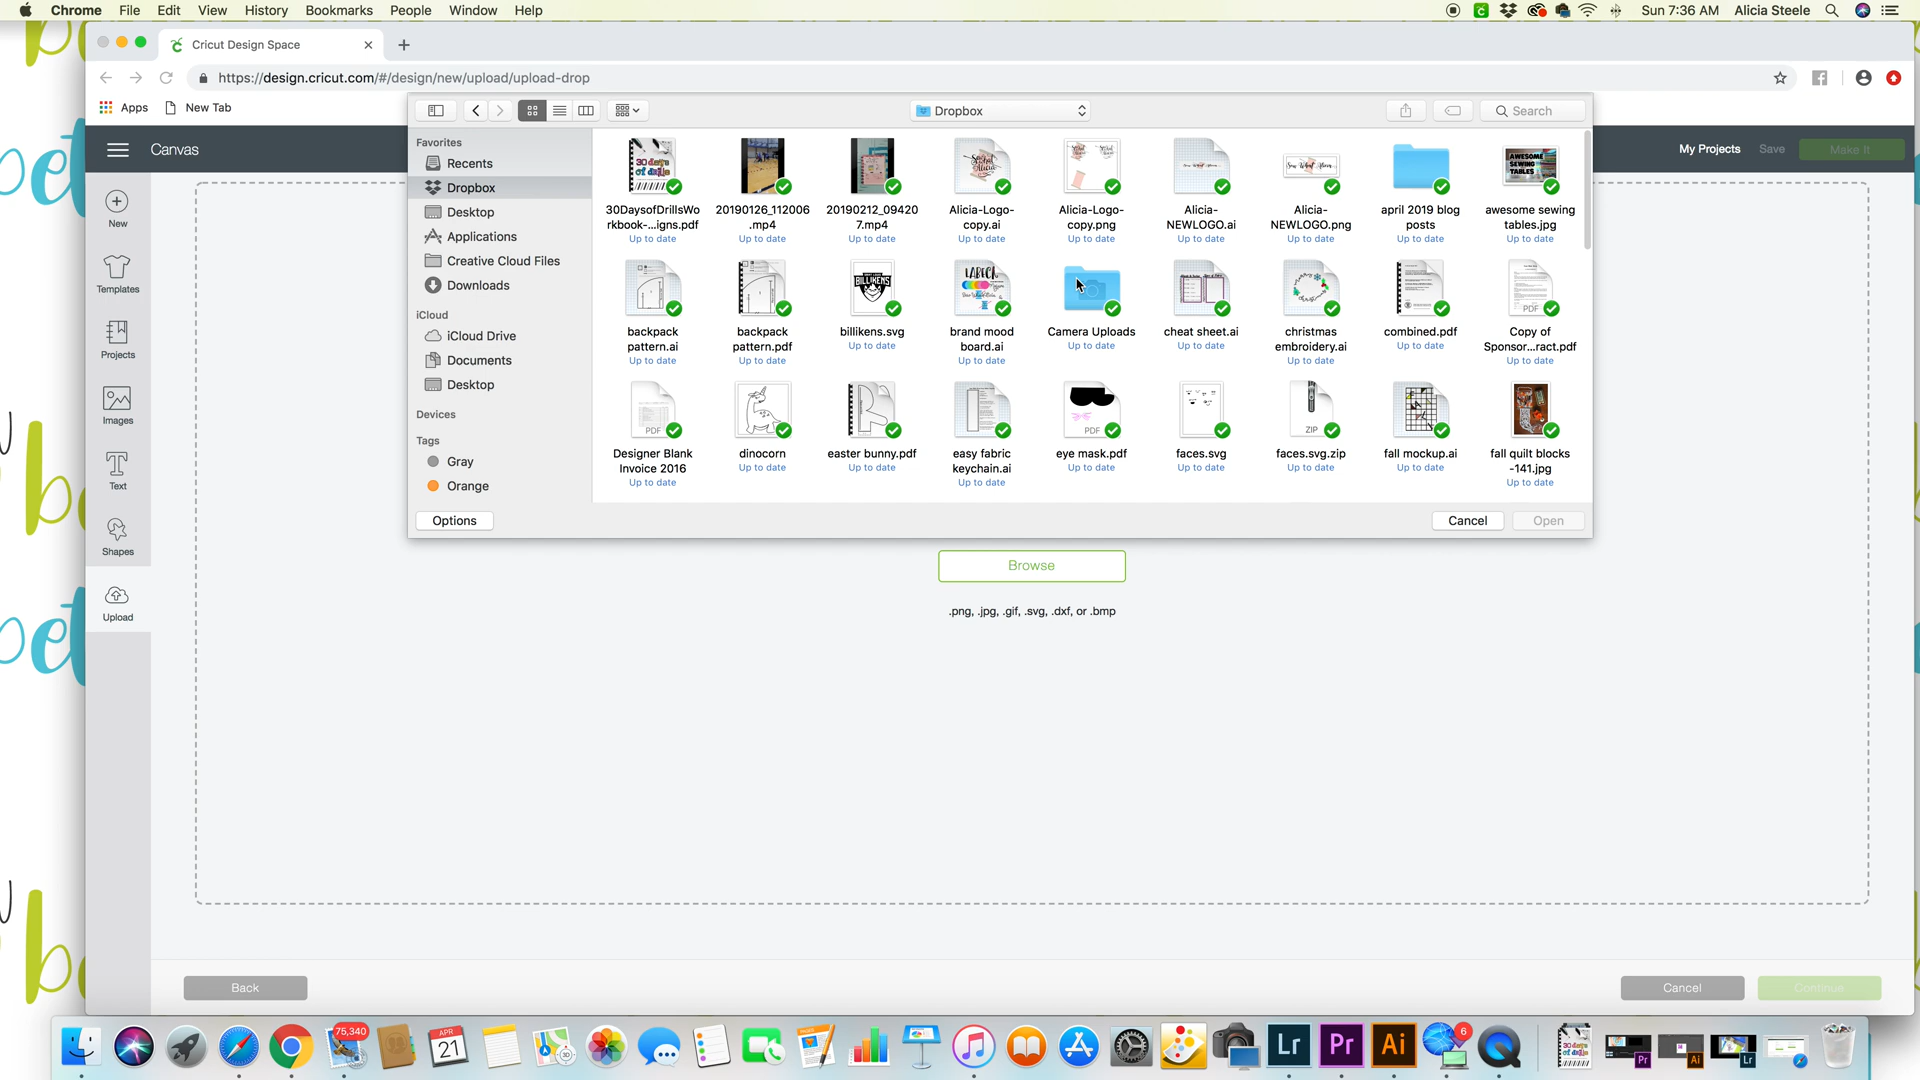 Chrome File Edit View History Bookmarks People Window Help
Sun 7:36 AM Alicia Steele
Cricut Design Space
https://design.cricut.com/#/design/new/upload/upload-drop
Apps New Tab
Dropbox
Search
Canvas
My Projects Save Make It
New
Templates
Projects
Images
Text
Shapes
Upload
Favorites
Recents
Dropbox
Desktop
Applications
Creative Cloud Files
Downloads
iCloud
iCloud Drive
Documents
Desktop
Devices
Tags
Gray
Orange
30DaysofDrillsWo 20190126_112006 20190212_09420 Alicia-Logo- Alicia-Logo- Alicia- Alicia- april 2019 blog awesome sewing
rkbook-...igns.pdf .mp4 7.mp4 copy.ai copy.png NEWLOGO.ai NEWLOGO.png posts tables.jpg
Up to date Up to date Up to date Up to date Up to date Up to date Up to date Up to date Up to date
backpack backpack billikens.svg brand mood Camera Uploads cheat sheet.ai christmas combined.pdf Copy of
pattern.ai pattern.pdf Up to date board.ai Up to date Up to date embroidery.ai Up to date Sponsor...ract.pdf
Up to date Up to date Up to date Up to date Up to date
Designer Blank dinocorn easter bunny.pdf easy fabric eye mask.pdf faces.svg faces.svg.zip fall mockup.ai fall quilt blocks
Invoice 2016 Up to date Up to date keychain.ai Up to date Up to date Up to date Up to date -141.jpg
Up to date Up to date Up to date
Options
Cancel Open
Browse
.png, .jpg, .gif, .svg, .dxf, or .bmp
Back
Cancel Continue
75,340
APR
21
Lr Pr Ai
6